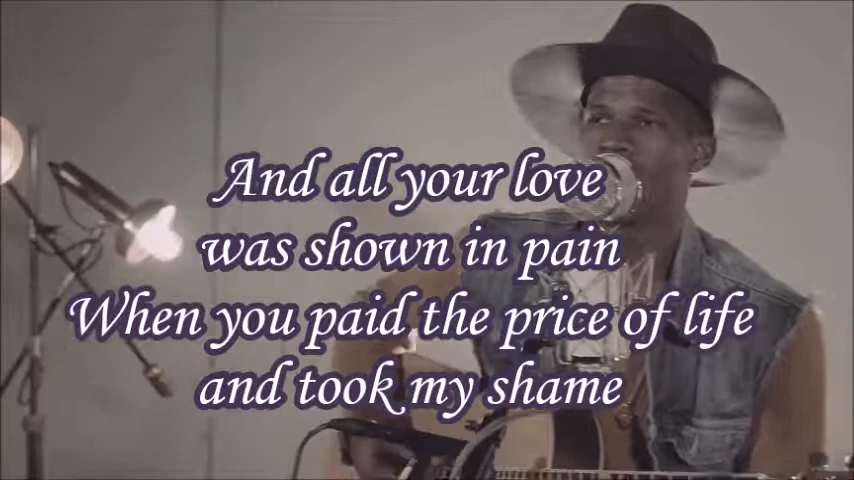 And all your love
was shown in pain
When you paid the price of life
and took my shame